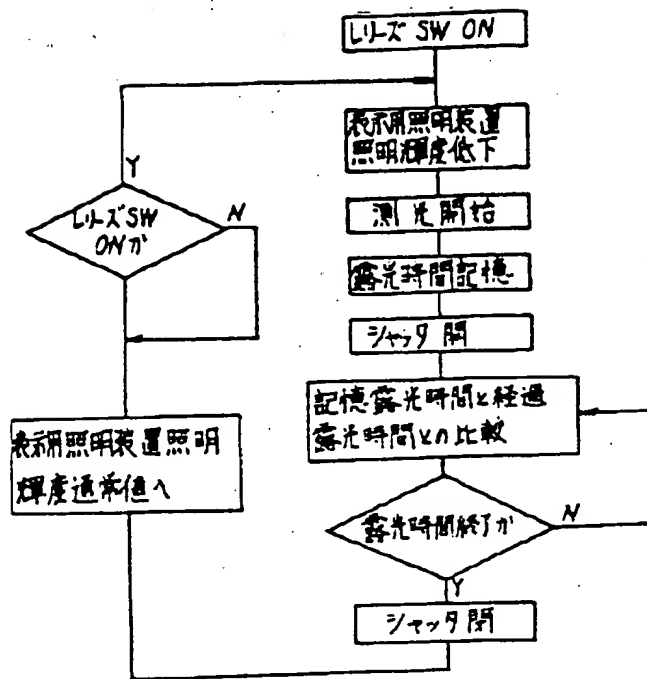 レリーズ SW ON
表示用照明装置
照明輝度低下
測光開始
露光時間記憶
シャッタ開
記憶露光時間と経過
露光時間との比較
露光時間終了か
N
Y
シャッタ閉
表示用照明装置照明
輝度通常値へ
レリーズSW
ONか
N
Y